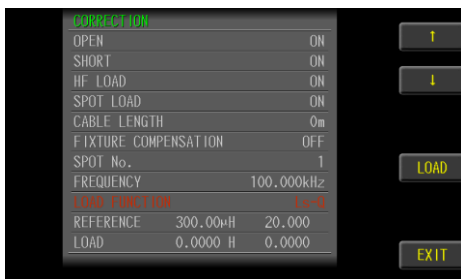 CORRECTION
OPEN ON
SHORT ON
HF LOAD ON
SPOT LOAD ON
CABLE LENGTH 0m
FIXTURE COMPENSATION OFF
SPOT No. 1
FREQUENCY 100.000kHz
LOAD FUNCTION
REFERENCE 300.00μH 20.000
LOAD 0.0000 H 0.0000
↑
↓
LOAD
EXIT